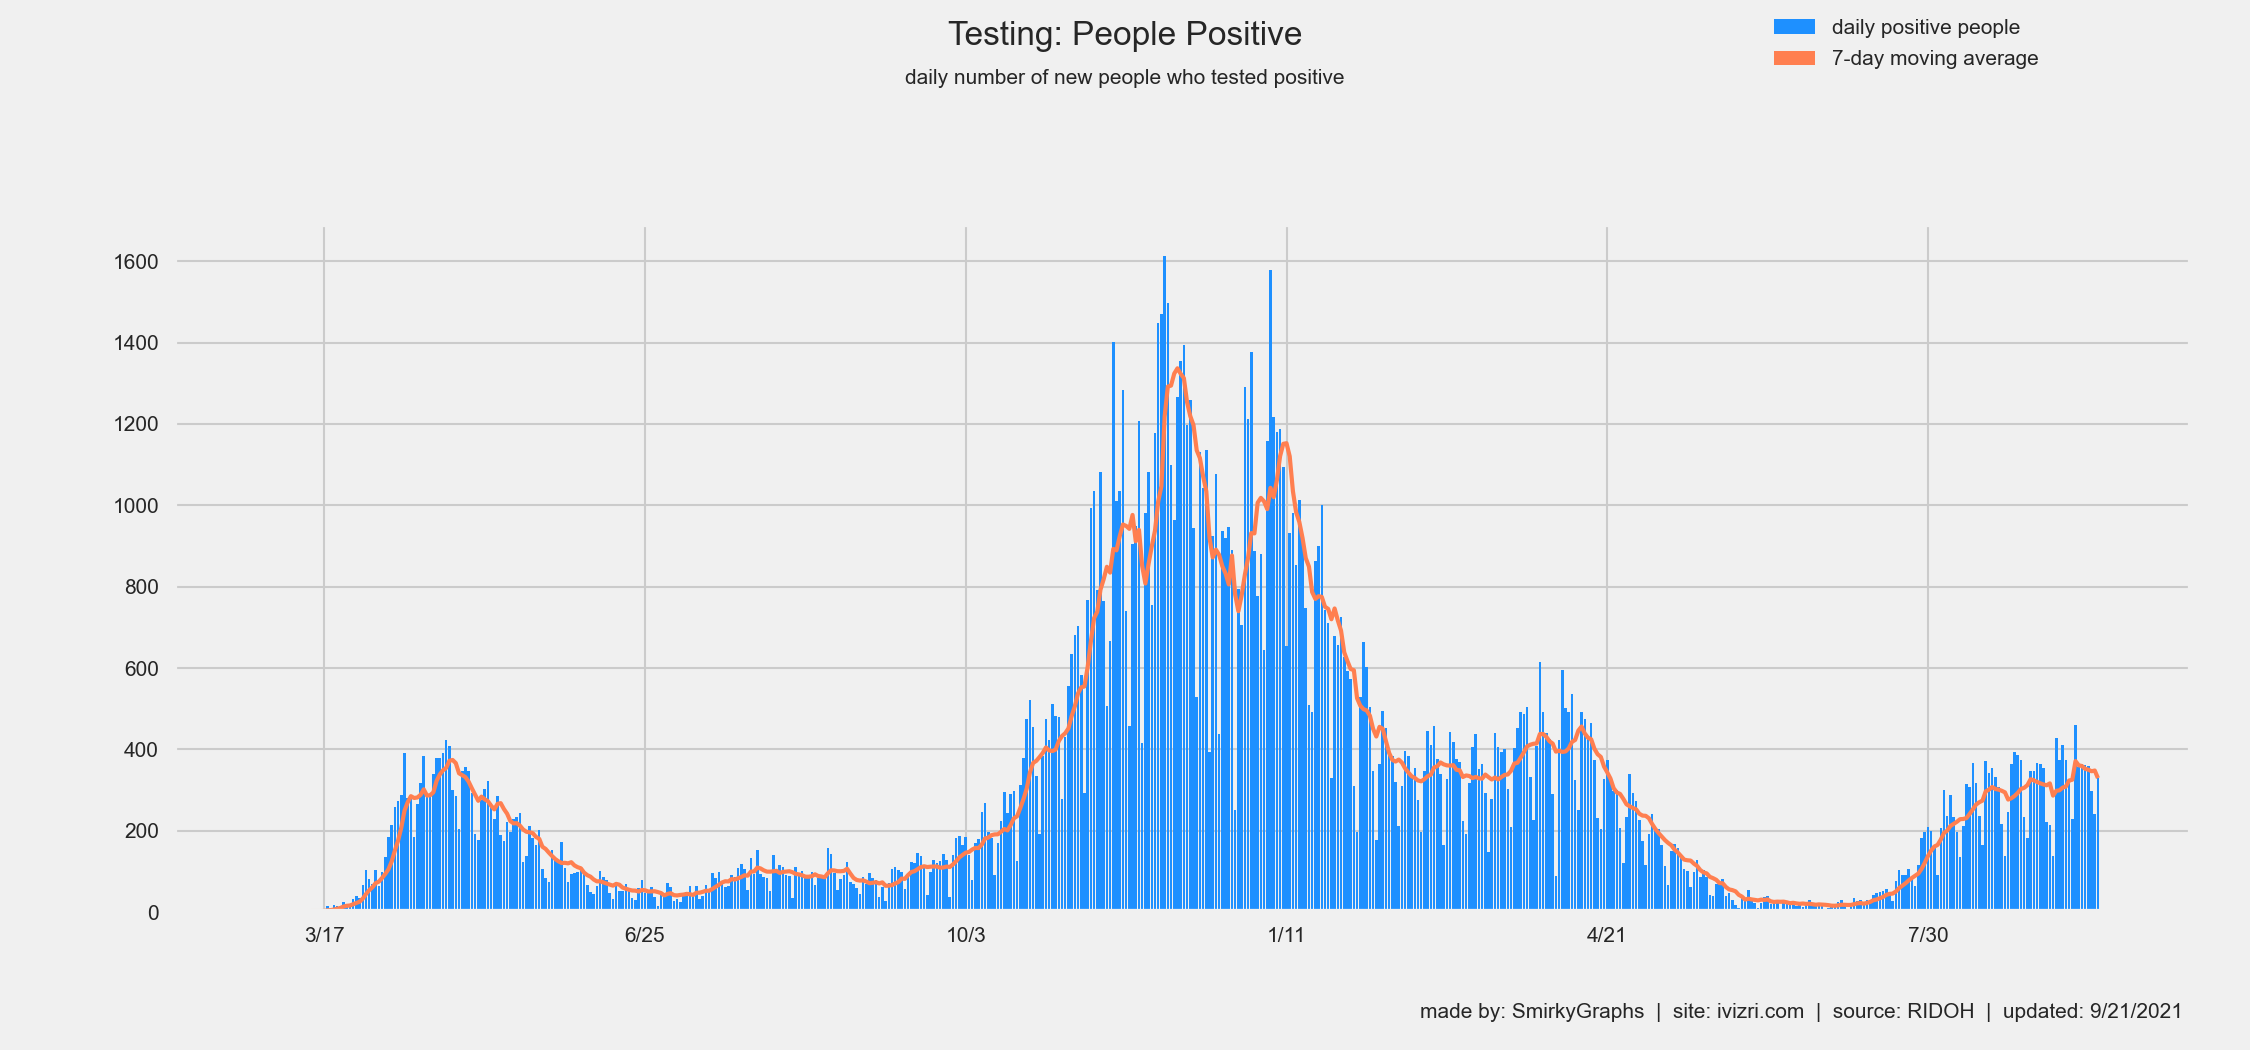 Testing: People Positive
daily number of new people who tested positive
daily positive people
7-day moving average
1600
1400
1200
1000
800
600
400
200
0
3/17 6/25 10/3 1/11 4/21 7/30
made by: SmirkyGraphs | site: ivizri.com | source: RIDOH | updated: 9/21/2021